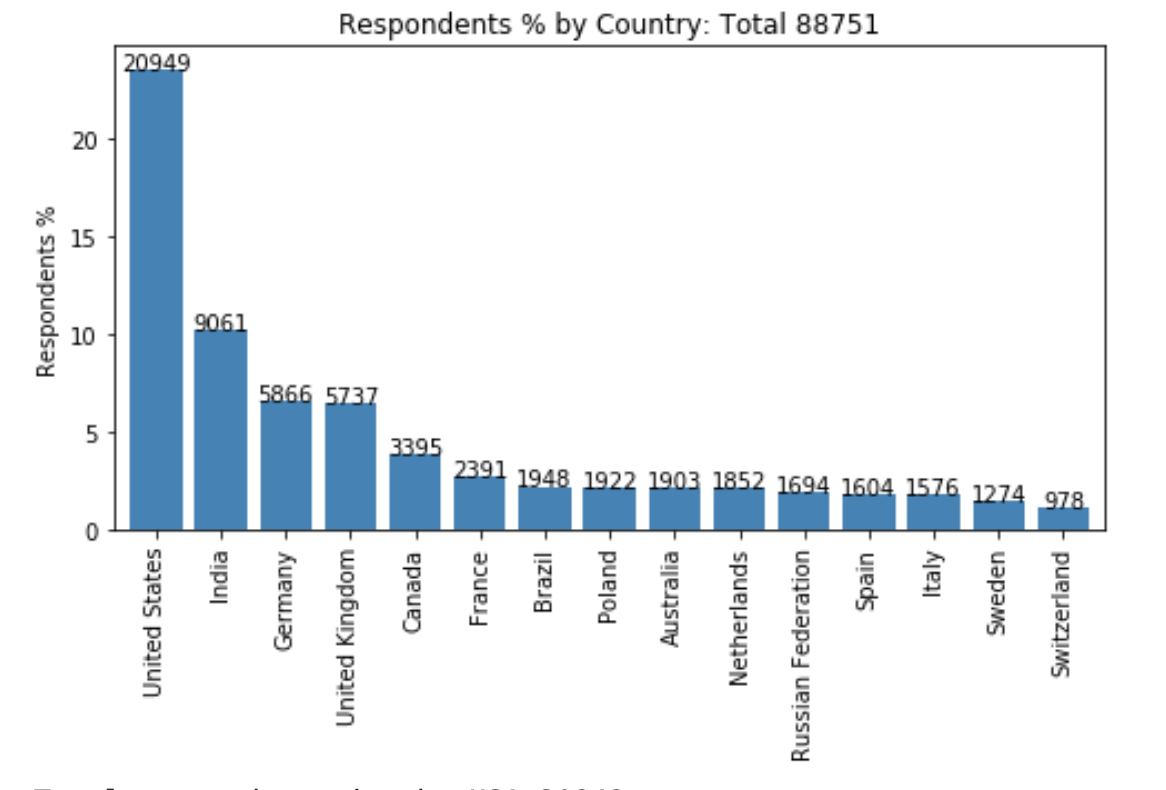 Respondents % by Country: Total 88751
Respondents %
20
15
10
5
0
20949
9061
5866
5737
3395
2391
1948
1922
1903
1852
1694
1604
1576
1274
978
United States
India
Germany
United Kingdom
Canada
France
Brazil
Poland
Australia
Netherlands
Russian Federation
Spain
Italy
Sweden
Switzerland